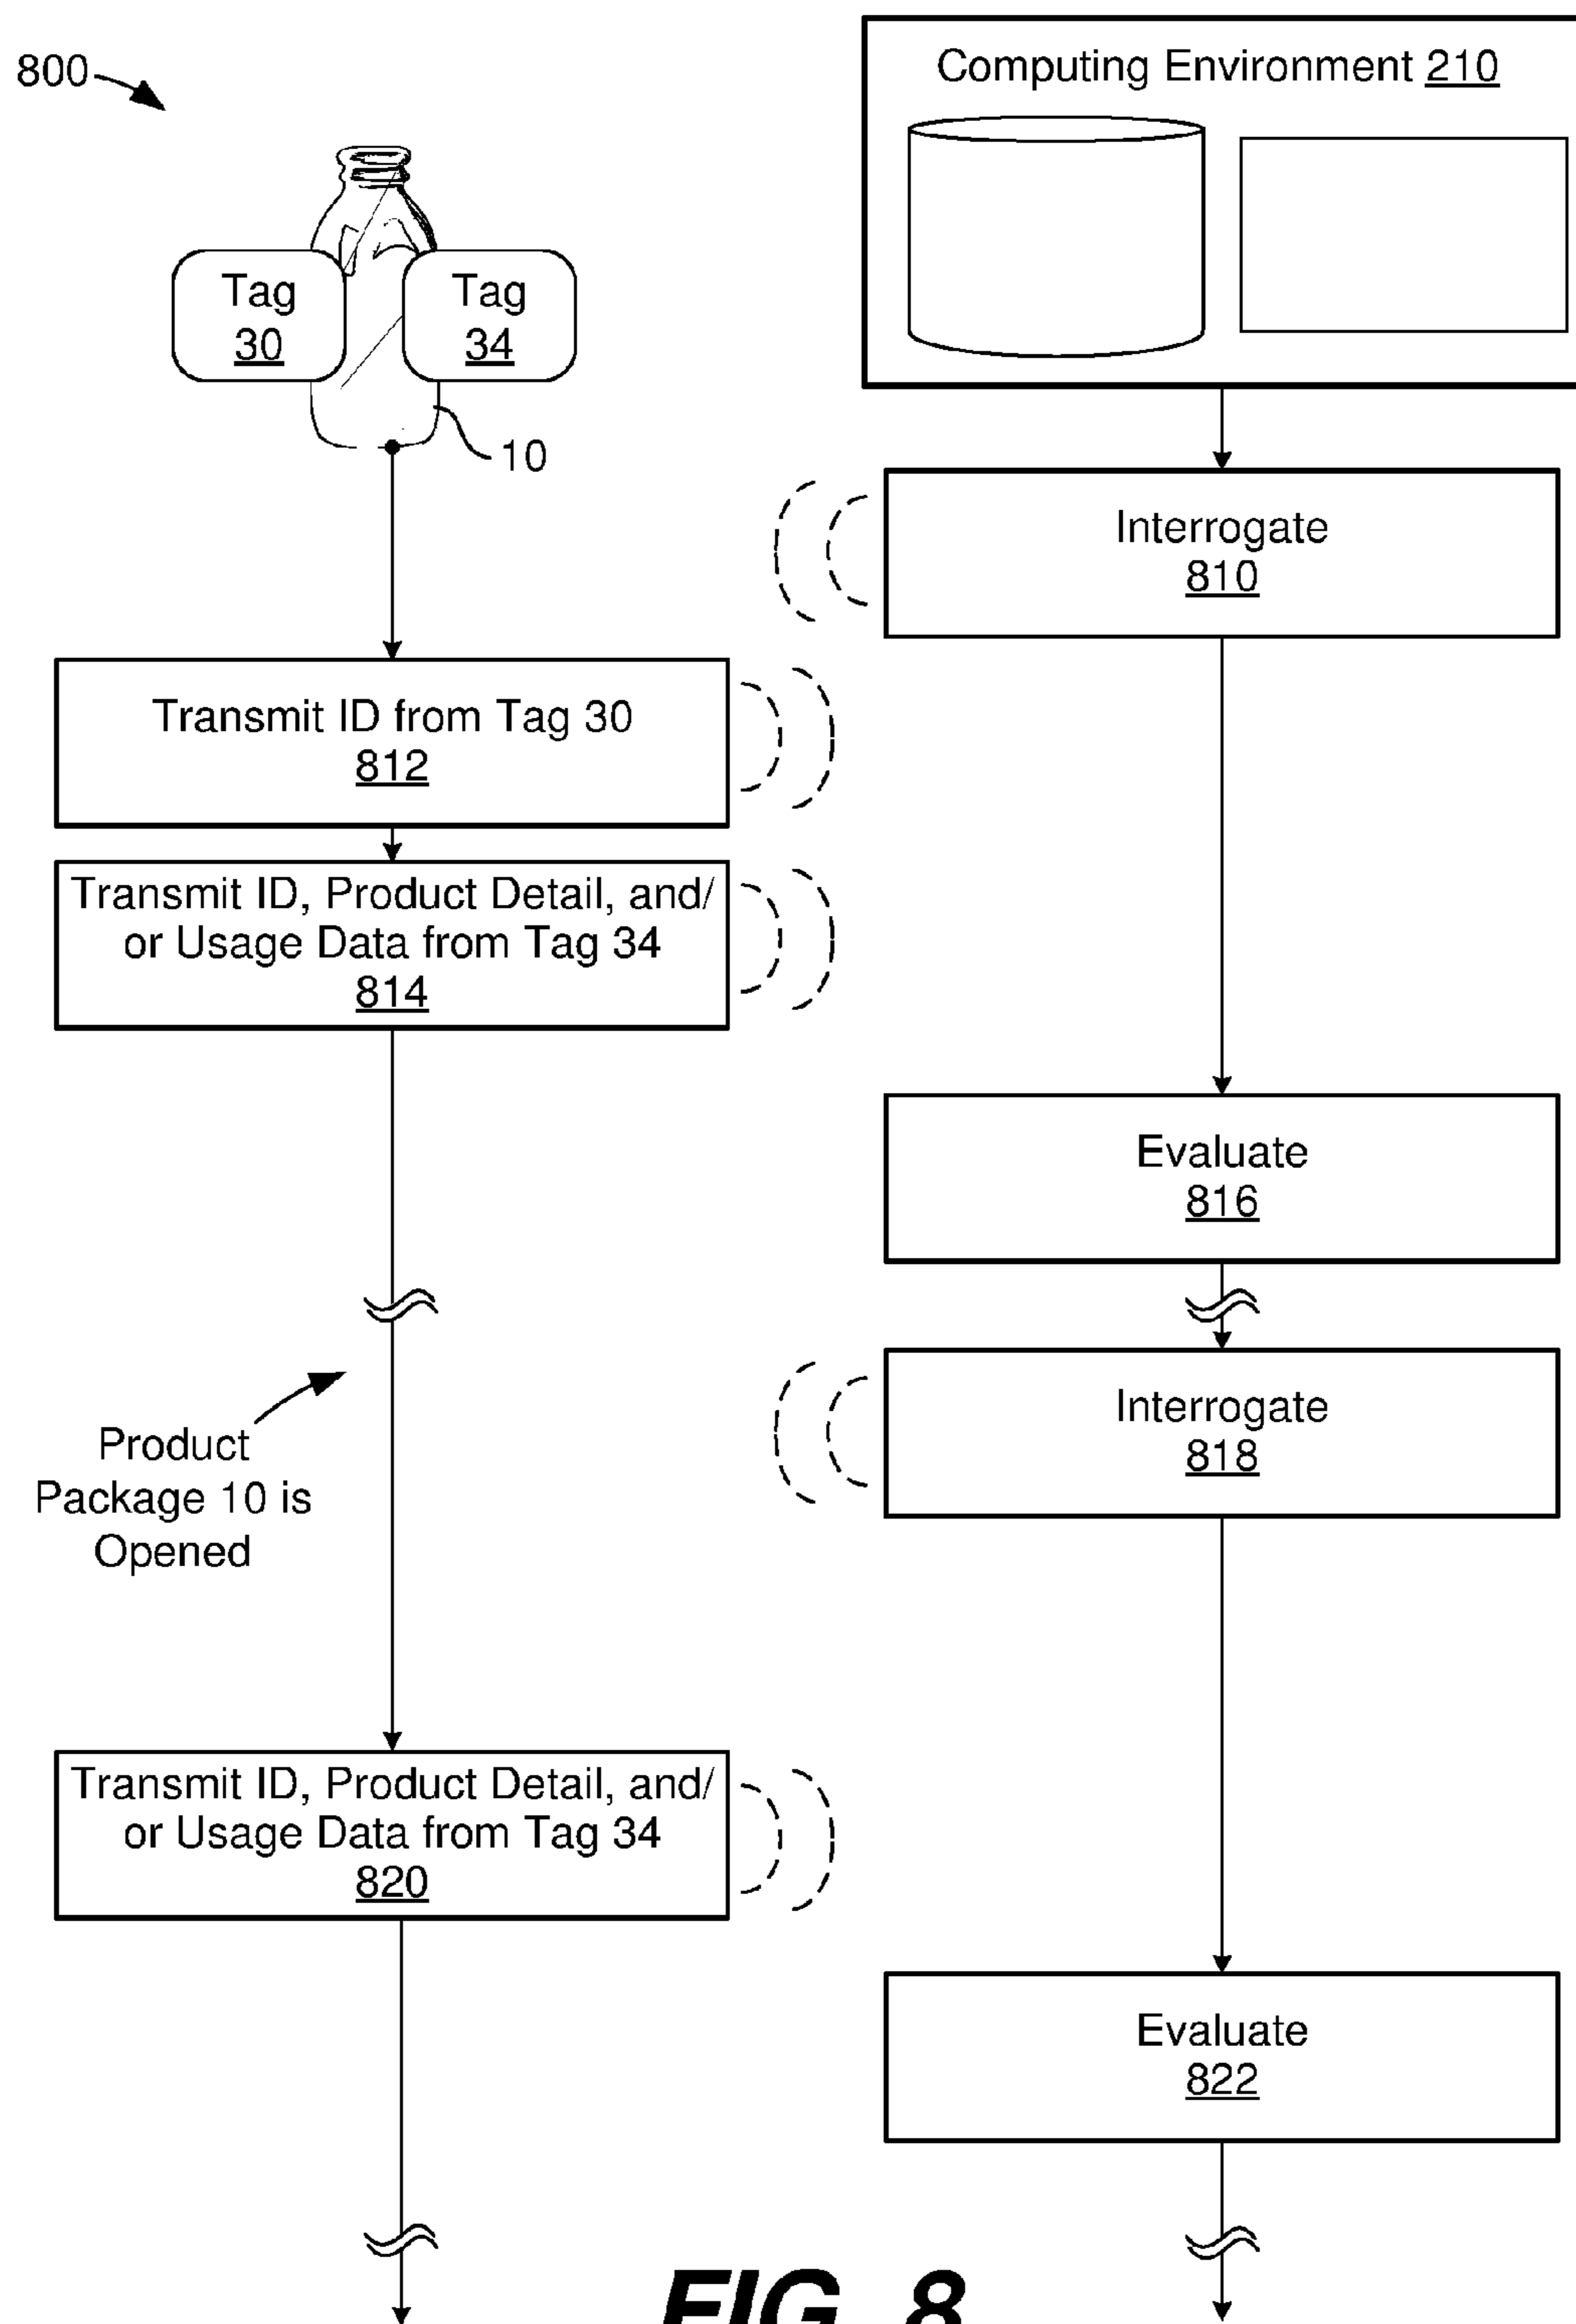 800
Computing Environment 210
Tag
30
Tag
34
10
Interrogate
810
Transmit ID from Tag 30
812
Transmit ID, Product Detail, and/
or Usage Data from Tag 34
814
Evaluate
816
Interrogate
818
Product
Package 10 is
Opened
Transmit ID, Product Detail, and/
or Usage Data from Tag 34
820
Evaluate
822
FIG. 8